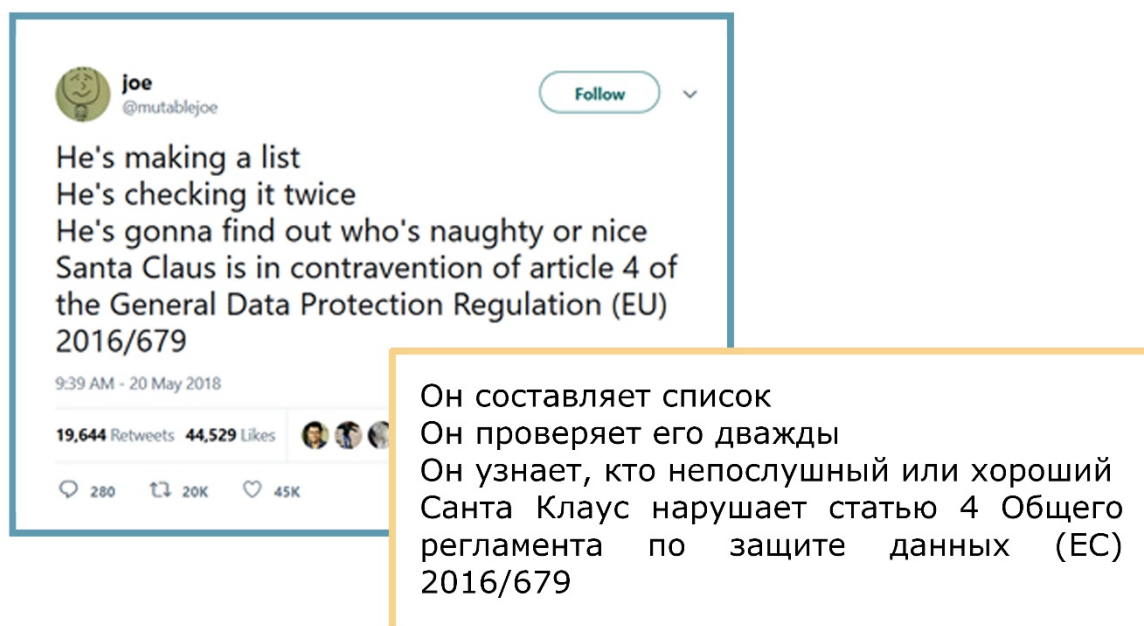 joe
@mutablejoe
Follow
He's making a list
He's checking it twice
He's gonna find out who's naughty or nice
Santa Claus is in contravention of article 4 of
the General Data Protection Regulation (EU)
2016/679
9:39 AM - 20 May 2018
19,644 Retweets 44,529 Likes
280 20K 45K
Он составляет список
Он проверяет его дважды
Он узнает, кто непослушный или хороший
Санта Клаус нарушает статью 4 Общего
регламента по защите данных (ЕС)
2016/679